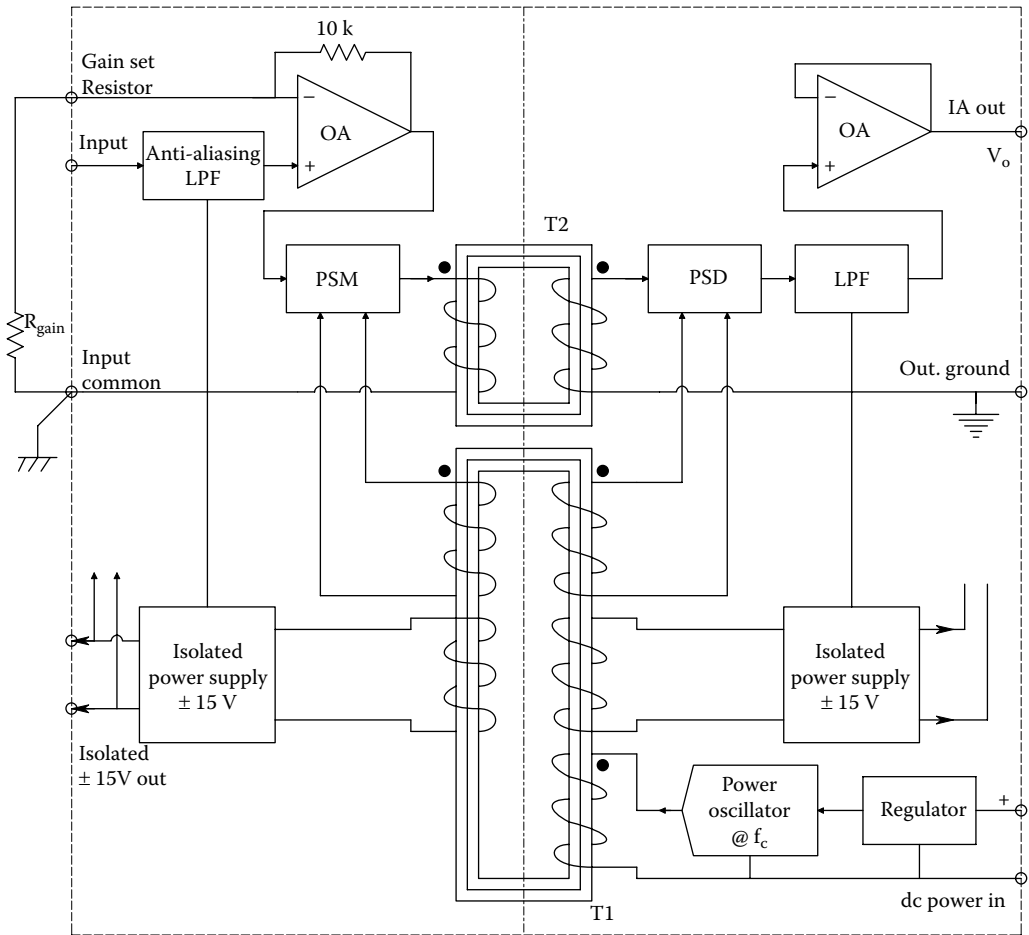 10 k
Gain set
Resistor
−
OA
+
Input
Anti-aliasing
LPF
−
OA
+
IA out
Vₒ
T2
PSM
PSD
LPF
R_gain
Input
common
Out. ground
Isolated
power supply
± 15 V
Isolated
power supply
± 15 V
Isolated
± 15V out
Power
oscillator
@ f_c
Regulator
+
dc power in
T1